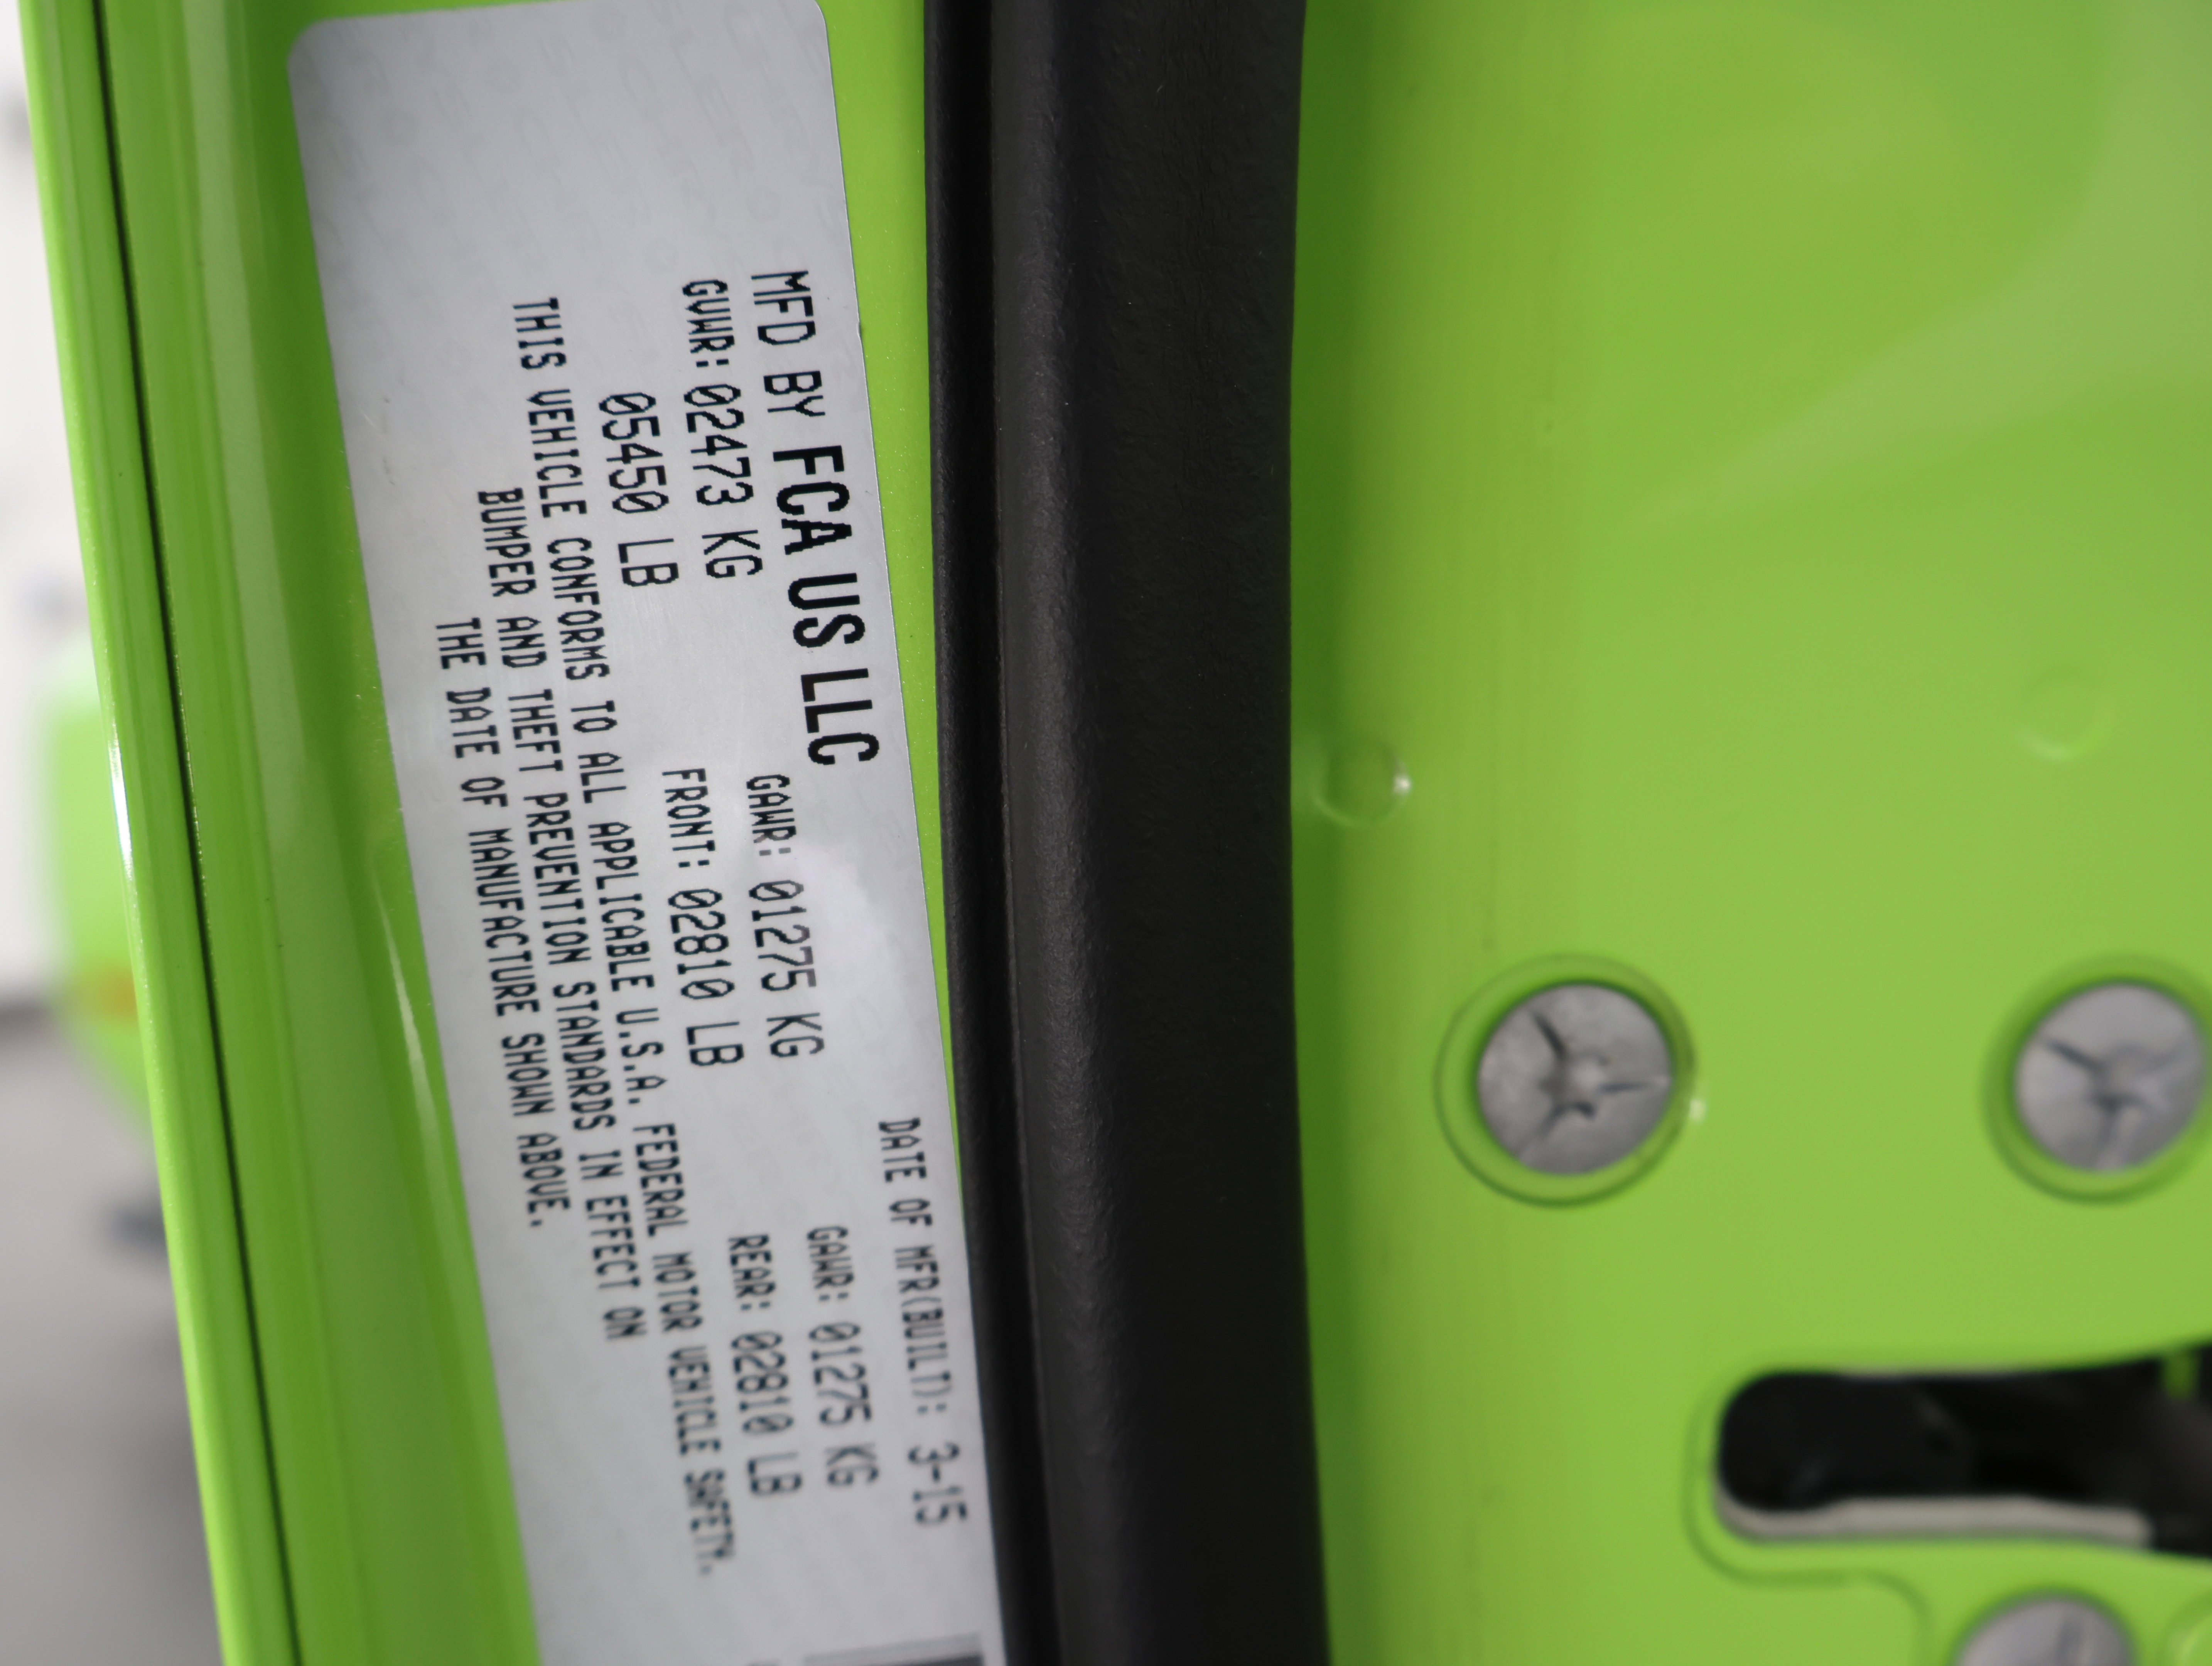 MFD BY FCA US LLC
DATE OF MFR(BUILT): 3-15
GVWR: 02473 KG
05450 LB
GAWR: 01275 KG
FRONT: 02810 LB
GAWR: 01275 KG
REAR: 02810 LB
THIS VEHICLE CONFORMS TO ALL APPLICABLE U.S.A. FEDERAL MOTOR VEHICLE SAFETY,
BUMPER AND THEFT PREVENTION STANDARDS IN EFFECT ON
THE DATE OF MANUFACTURE SHOWN ABOVE.